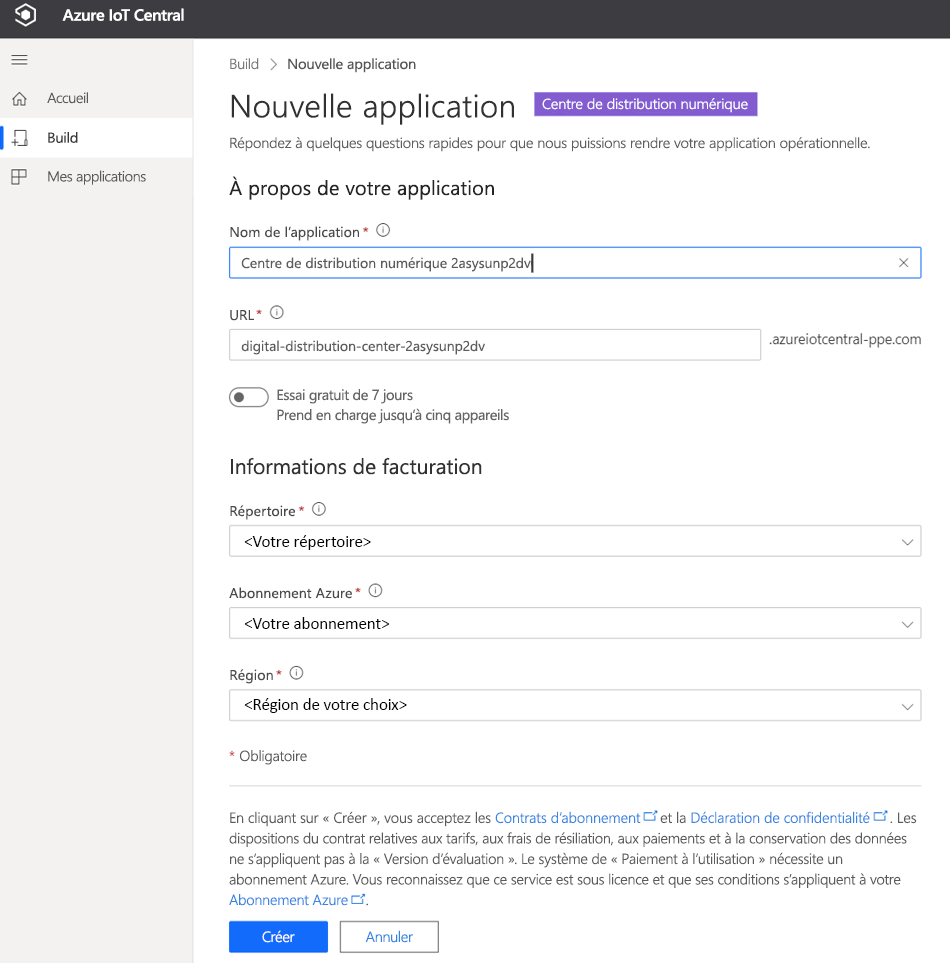 Azure IoT Central
Accueil
Build
Mes applications
Build > Nouvelle application
Nouvelle application
Centre de distribution numérique
Répondez à quelques questions rapides pour que nous puissions rendre votre application opérationnelle.
À propos de votre application
Nom de l'application *
Centre de distribution numérique 2asysunp2dv
URL *
digital-distribution-center-2asysunp2dv
.azureiotcentral-ppe.com
Essai gratuit de 7 jours
Prend en charge jusqu'à cinq appareils
Informations de facturation
Répertoire *
<Votre répertoire>
Abonnement Azure *
<Votre abonnement>
Région *
<Région de votre choix>
* Obligatoire
En cliquant sur « Créer », vous acceptez les Contrats d'abonnement et la Déclaration de confidentialité . Les
dispositions du contrat relatives aux tarifs, aux frais de résiliation, aux paiements et à la conservation des données
ne s'appliquent pas à la « Version d'évaluation ». Le système de « Paiement à l'utilisation » nécessite un
abonnement Azure. Vous reconnaissez que ce service est sous licence et que ses conditions s'appliquent à votre
Abonnement Azure .
Créer
Annuler